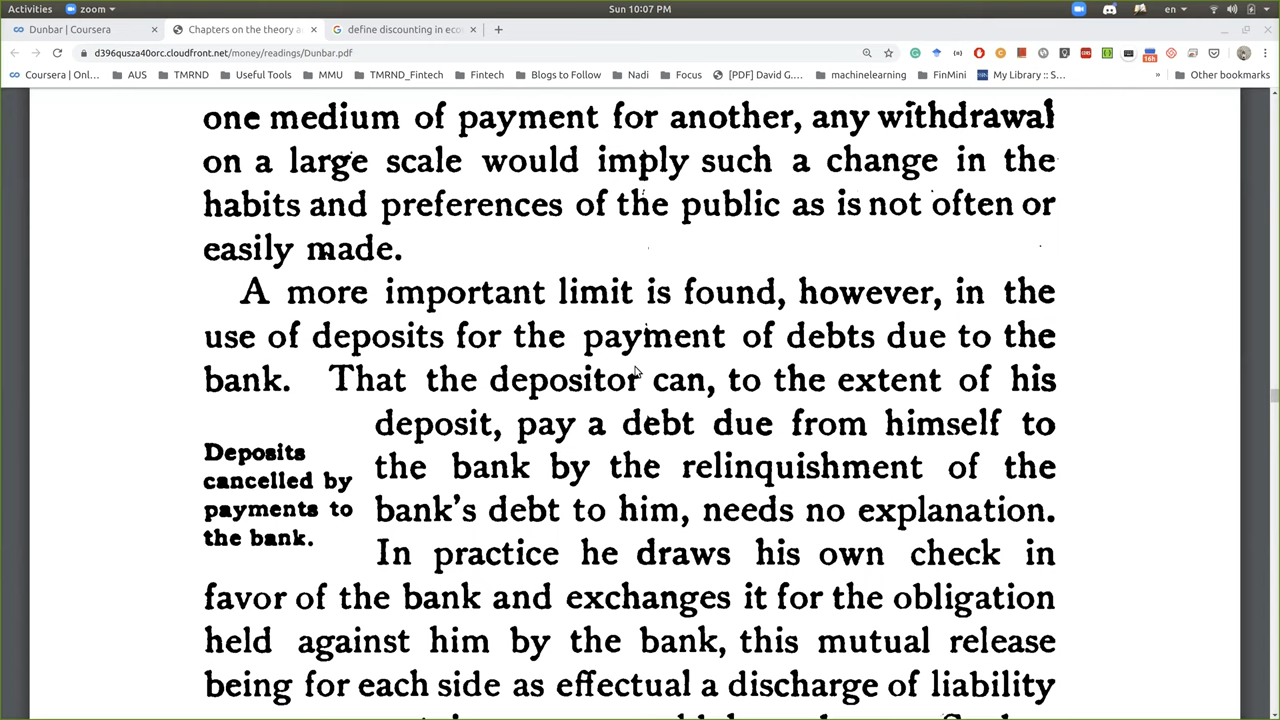 Activities zoom Sun 10:07 PM en
Dunbar | Coursera Chapters on the theory a define discounting in eco
d396qusza40orc.cloudfront.net/money/readings/Dunbar.pdf
Coursera | Onl... AUS TMRND Useful Tools MMU TMRND_Fintech Fintech Blogs to Follow Nadi Focus [PDF] David G.... machinelearning FinMini My Library :: S... » Other bookmarks
one medium of payment for another, any withdrawal
on a large scale would imply such a change in the
habits and preferences of the public as is not often or
easily made.
A more important limit is found, however, in the
use of deposits for the payment of debts due to the
bank. That the depositor can, to the extent of his
deposit, pay a debt due from himself to
the bank by the relinquishment of the
bank's debt to him, needs no explanation.
In practice he draws his own check in
Deposits
cancelled by
payments to
the bank.
favor of the bank and exchanges it for the obligation
held against him by the bank, this mutual release
being for each side as effectual a discharge of liability